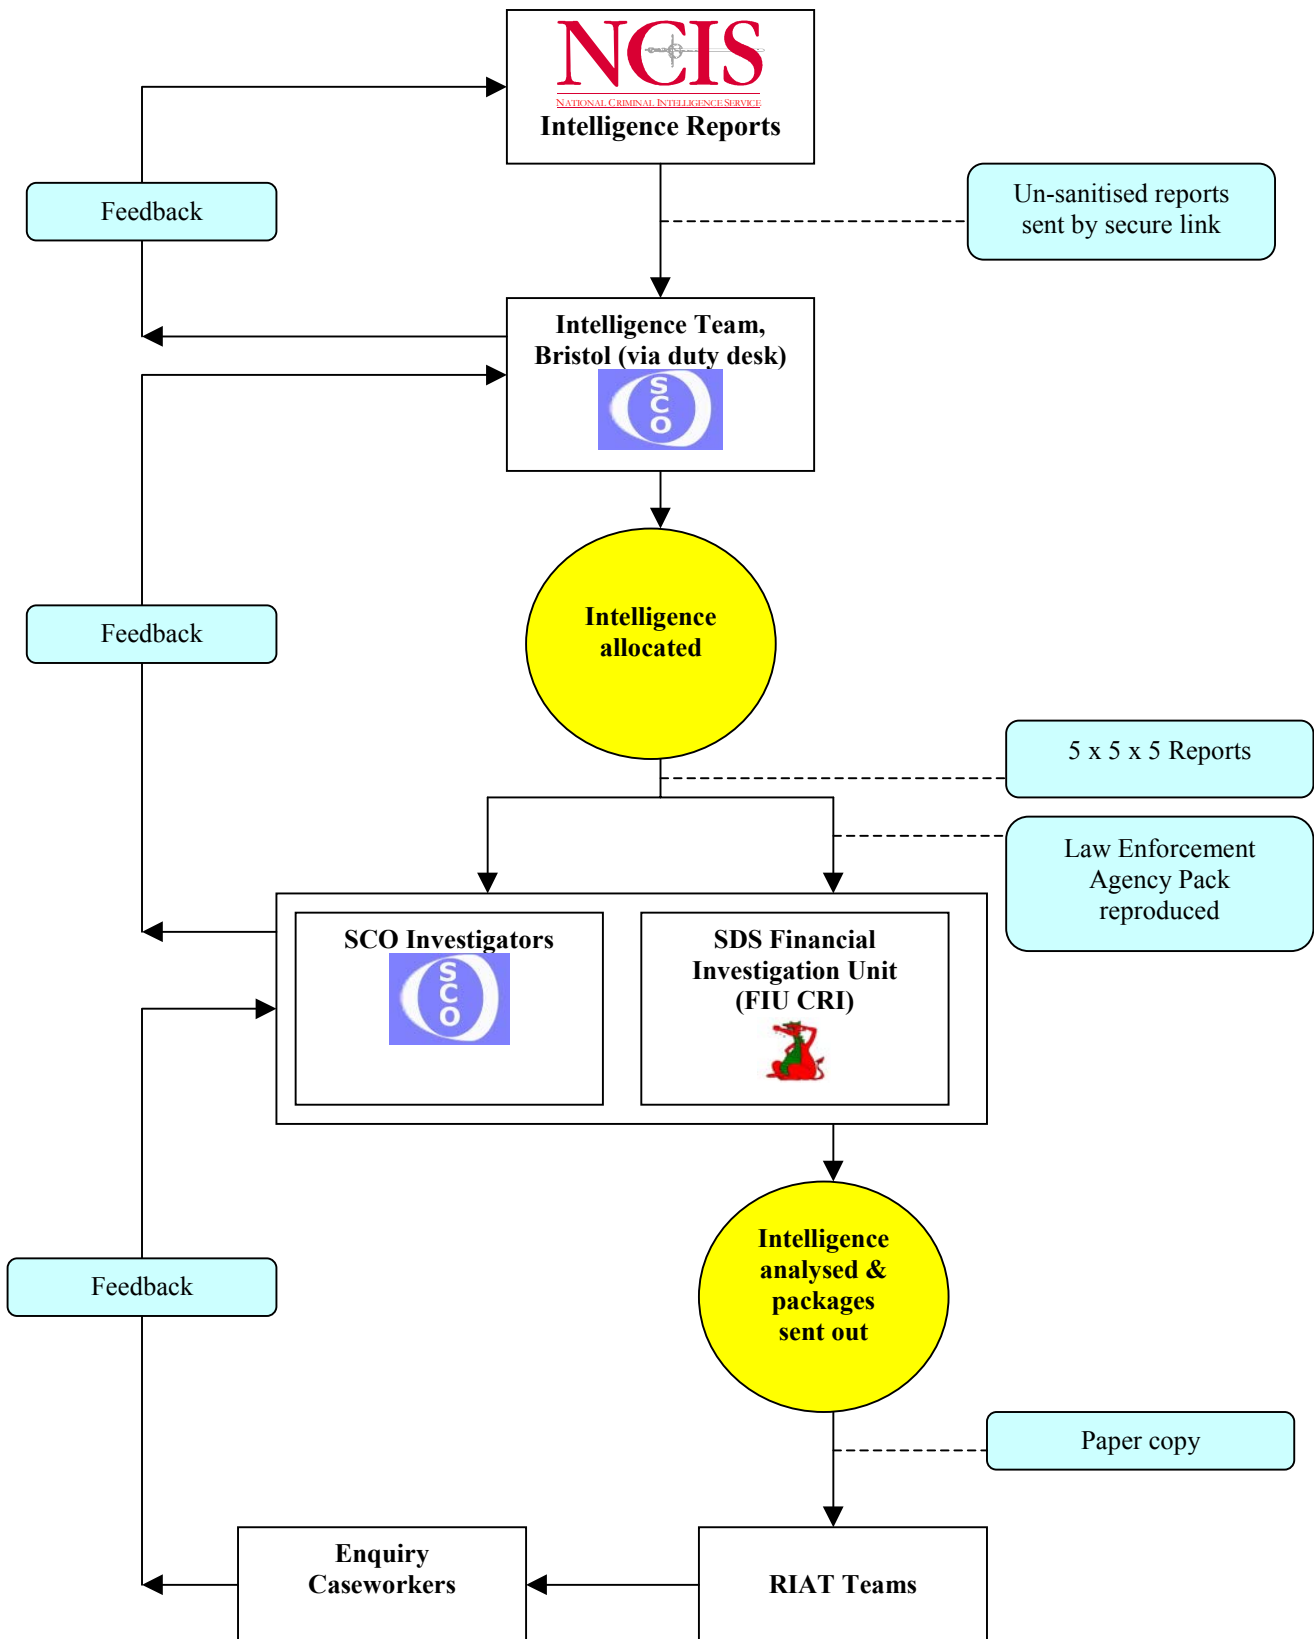 NCIS
NATIONAL CRIMINAL INTELLIGENCE SERVICE
Intelligence Reports
Feedback
Un-sanitised reports
sent by secure link
Intelligence Team,
Bristol (via duty desk)
S
C
O
Feedback
Intelligence
allocated
5 x 5 x 5 Reports
Law Enforcement
Agency Pack
reproduced
SCO Investigators
S
C
O
SDS Financial
Investigation Unit
(FIU CRI)
Feedback
Intelligence
analysed &
packages
sent out
Paper copy
Enquiry
Caseworkers
RIAT Teams